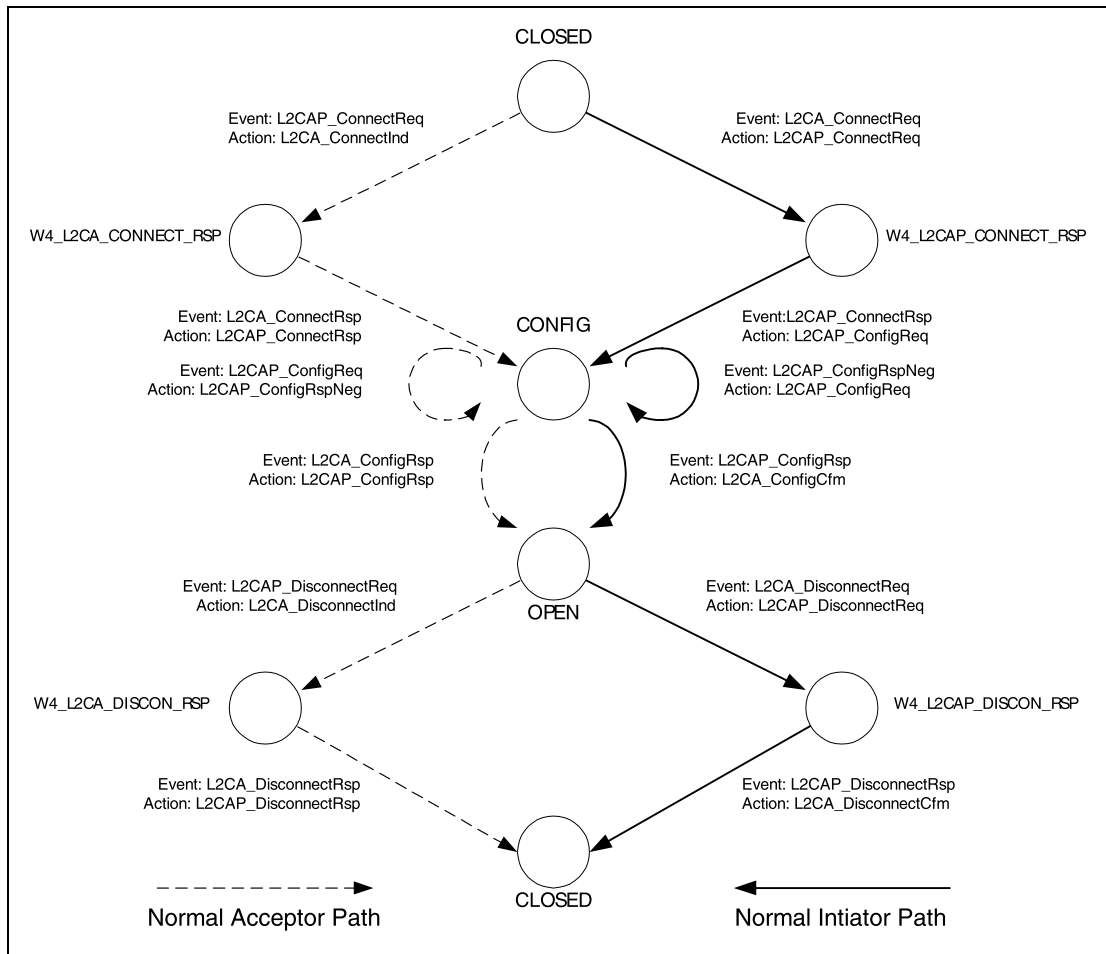 CLOSED
Event: L2CAP_ConnectReq
Action: L2CA_ConnectInd
Event: L2CA_ConnectReq
Action: L2CAP_ConnectReq
W4_L2CA_CONNECT_RSP
W4_L2CAP_CONNECT_RSP
Event: L2CA_ConnectRsp
Action: L2CAP_ConnectRsp
CONFIG
Event:L2CAP_ConnectRsp
Action: L2CAP_ConfigReq
Event: L2CAP_ConfigReq
Action: L2CAP_ConfigRspNeg
Event: L2CAP_ConfigRspNeg
Action: L2CAP_ConfigReq
Event: L2CA_ConfigRsp
Action: L2CAP_ConfigRsp
Event: L2CAP_ConfigRsp
Action: L2CA_ConfigCfm
Event: L2CAP_DisconnectReq
Action: L2CA_DisconnectInd
OPEN
Event: L2CA_DisconnectReq
Action: L2CAP_DisconnectReq
W4_L2CA_DISCON_RSP
W4_L2CAP_DISCON_RSP
Event: L2CA_DisconnectRsp
Action: L2CAP_DisconnectRsp
Event: L2CAP_DisconnectRsp
Action: L2CA_DisconnectCfm
CLOSED
Normal Acceptor Path
Normal Intiator Path